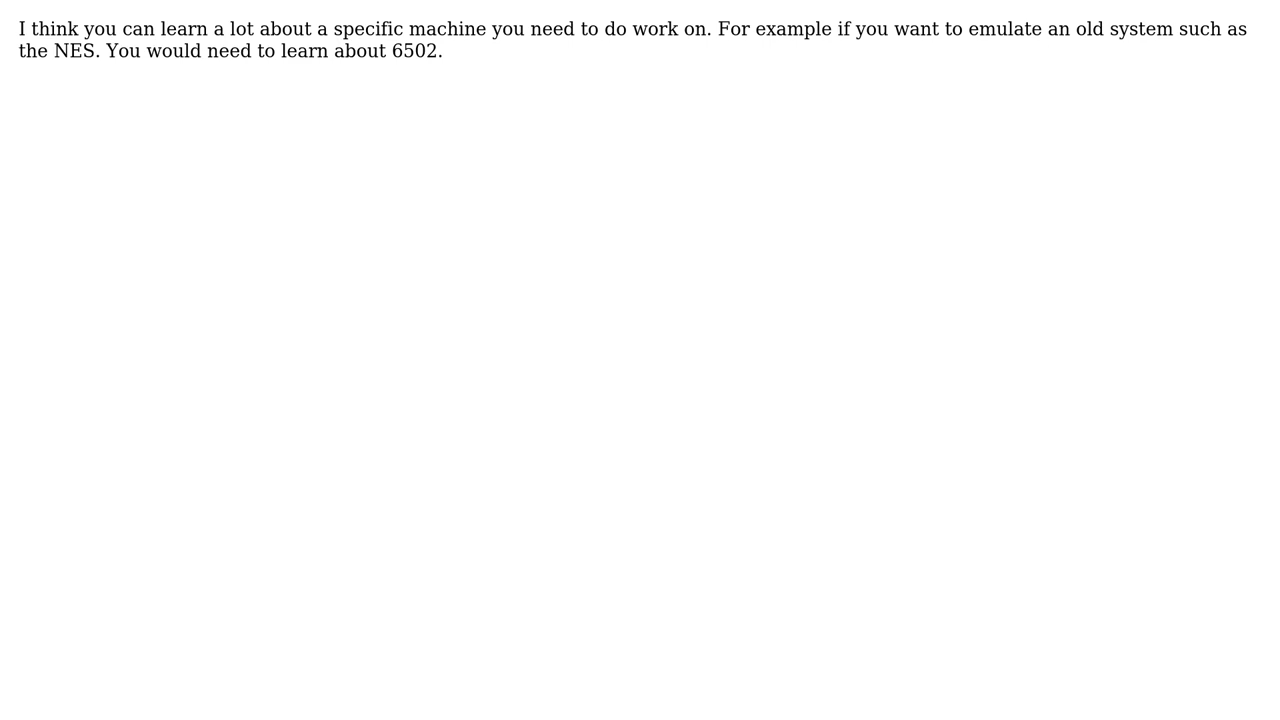 I think you can learn a lot about a specific machine you need to do work on. For example if you want to emulate an old system such as
the NES. You would need to learn about 6502.